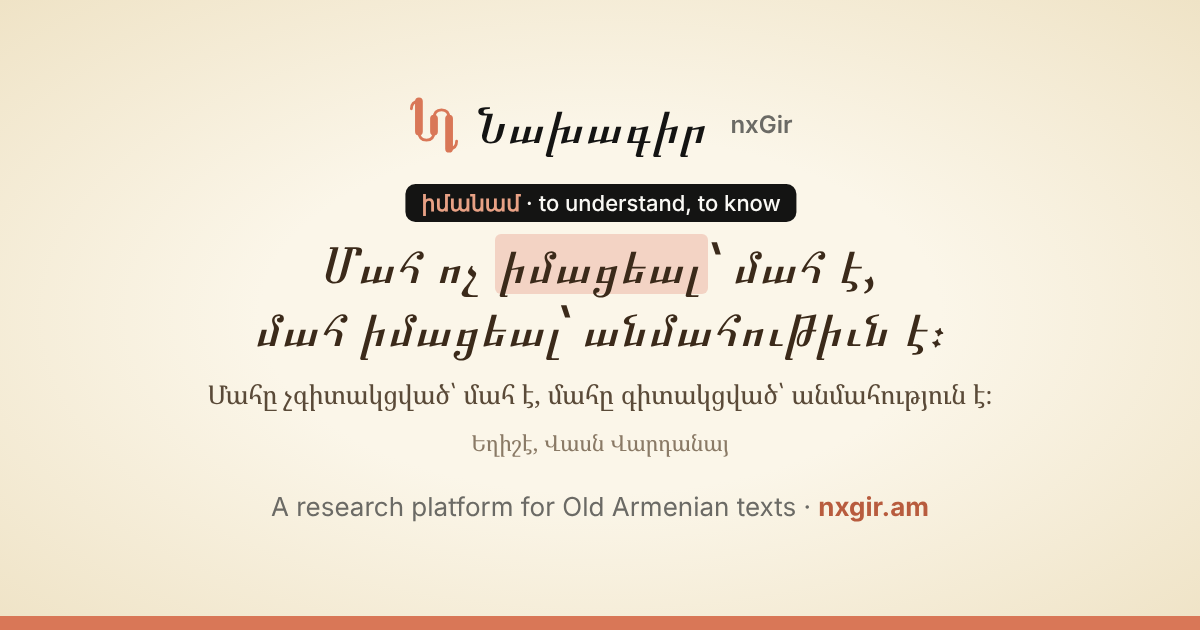 Նախագիր nxGir
իմանամ · to understand, to know
Մահ ոչ իմացեալ՝ մահ է,
մահ իմացեալ՝ անմահութիւն է։
Մահը չգիտակցված՝ մահ է, մահը գիտակցված՝ անմահություն է։
Եղիշէ, Վասն Վարդանայ
A research platform for Old Armenian texts · nxgir.am